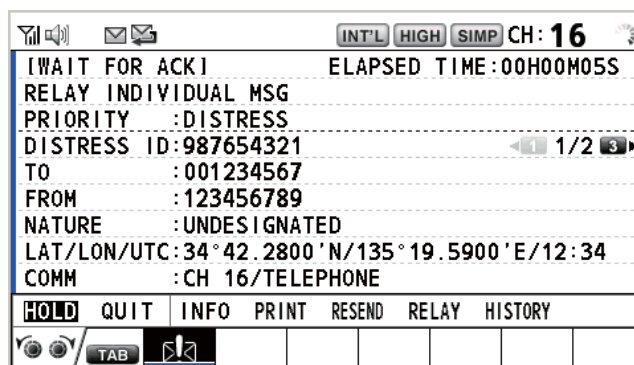 INT'L HIGH SIMP CH: 16
[WAIT FOR ACK] ELAPSED TIME:00H00M05S
RELAY INDIVIDUAL MSG
PRIORITY :DISTRESS
DISTRESS ID:987654321 1 1/2 3
TO :001234567
FROM :123456789
NATURE :UNDESIGNATED
LAT/LON/UTC:34°42.2800'N/135°19.5900'E/12:34
COMM :CH 16/TELEPHONE
HOLD QUIT INFO PRINT RESEND RELAY HISTORY
TAB